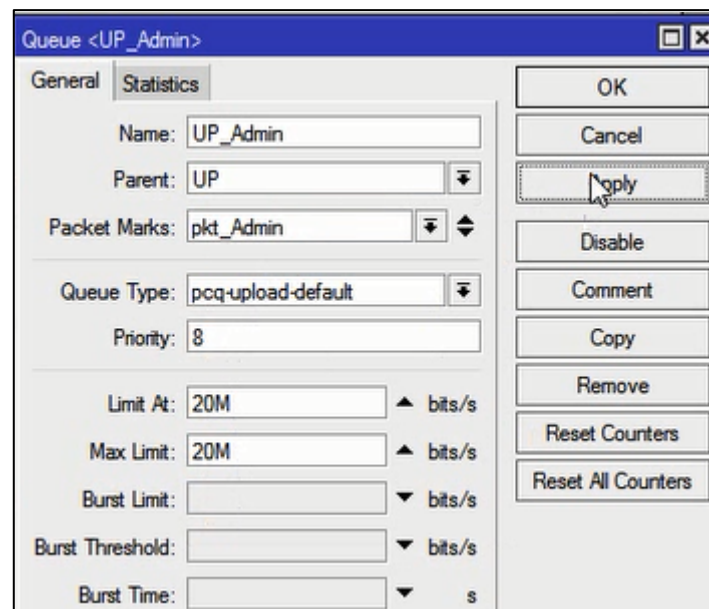 Queue <UP_Admin>
General Statistics
Name: UP_Admin
Parent: UP
Packet Marks: pkt_Admin
Queue Type: pcq-upload-default
Priority: 8
Limit At: 20M bits/s
Max Limit: 20M bits/s
Burst Limit: bits/s
Burst Threshold: bits/s
Burst Time: s
OK
Cancel
Apply
Disable
Comment
Copy
Remove
Reset Counters
Reset All Counters